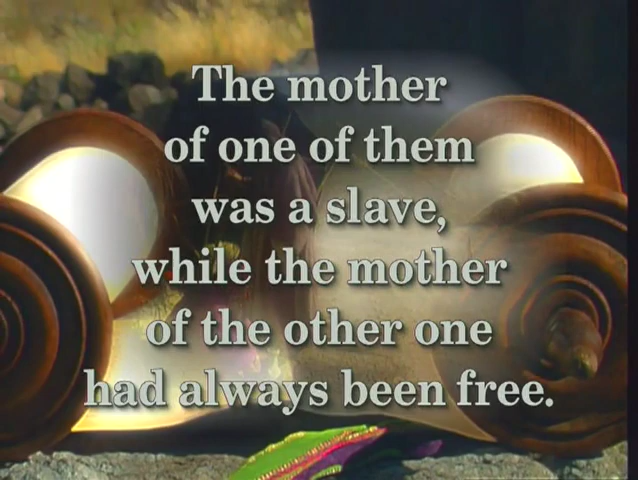 The mother
of one of them
was a slave,
while the mother
of the other one
had always been free.